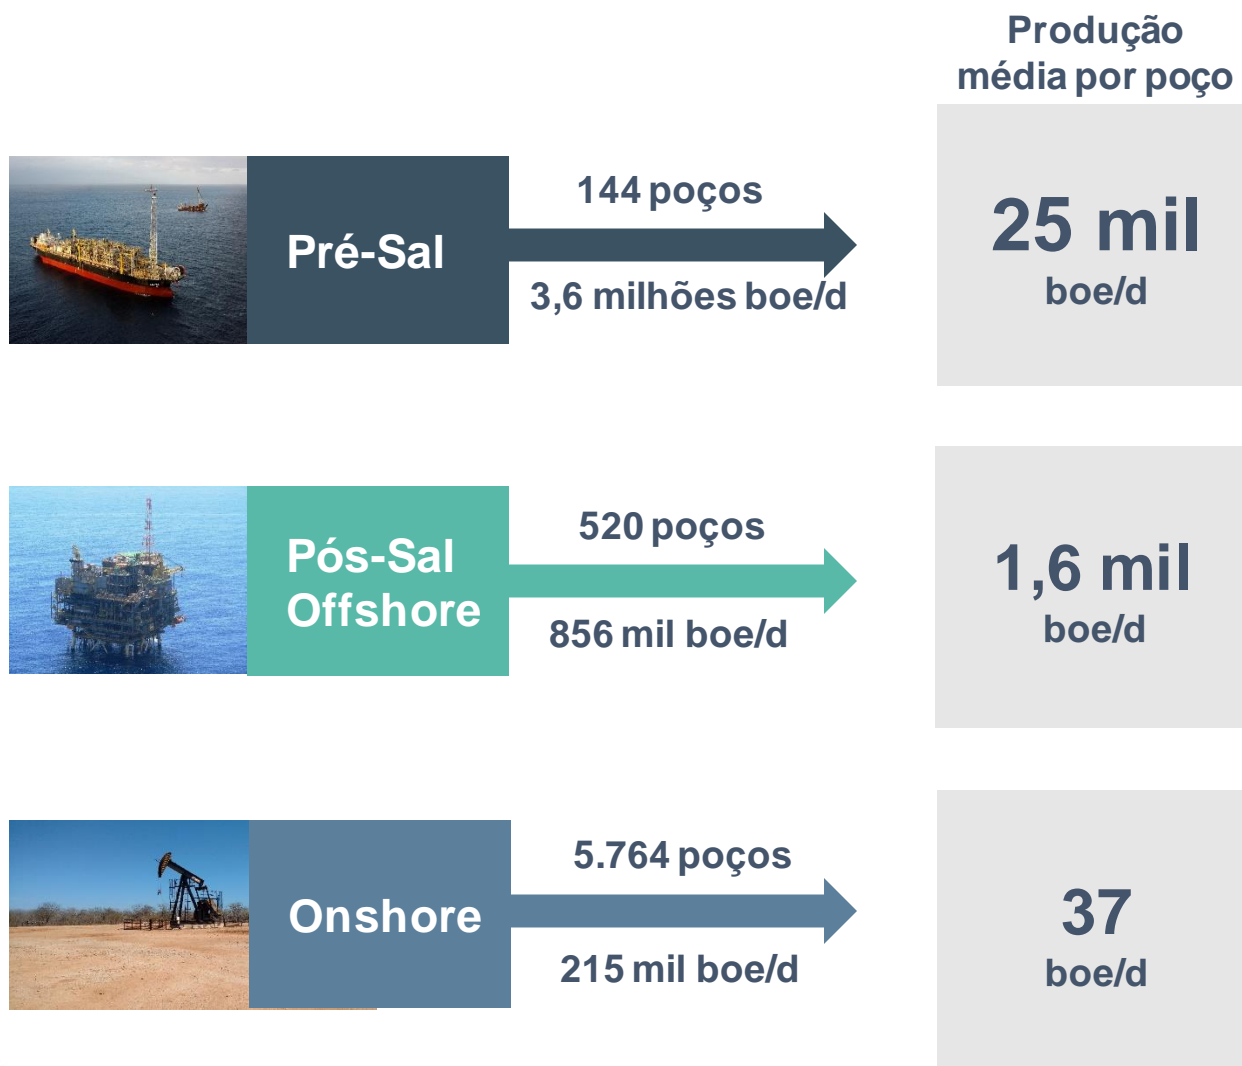 Produção
média por poço
Pré-Sal
144 poços
3,6 milhões boe/d
25 mil
boe/d
Pós-Sal
Offshore
520 poços
856 mil boe/d
1,6 mil
boe/d
Onshore
5.764 poços
215 mil boe/d
37
boe/d